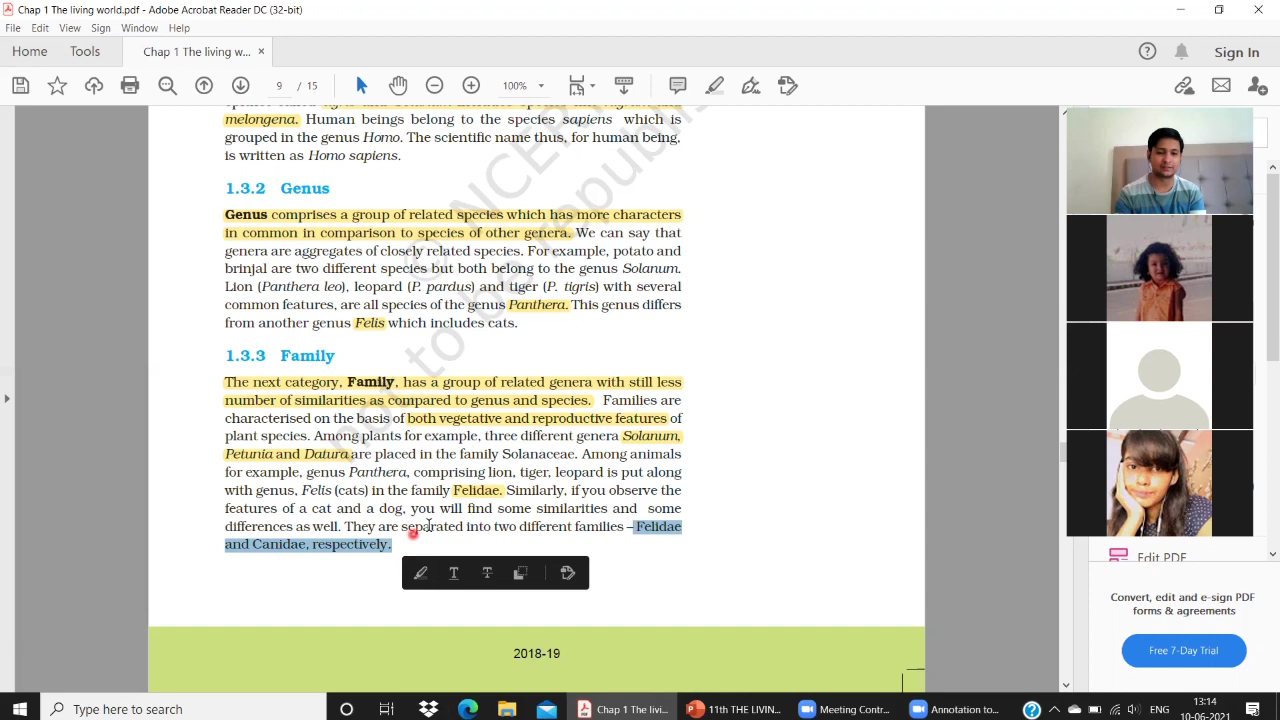 Chap 1 The living world.pdf - Adobe Acrobat Reader DC (32-bit)
File Edit View Sign Window Help
Home Tools Chap 1 The living w... × Sign In
9 / 15 100%
melongena. Human beings belong to the species sapiens which is
grouped in the genus Homo. The scientific name thus, for human being,
is written as Homo sapiens.
1.3.2 Genus
Genus comprises a group of related species which has more characters
in common in comparison to species of other genera. We can say that
genera are aggregates of closely related species. For example, potato and
brinjal are two different species but both belong to the genus Solanum.
Lion (Panthera leo), leopard (P. pardus) and tiger (P. tigris) with several
common features, are all species of the genus Panthera. This genus differs
from another genus Felis which includes cats.
1.3.3 Family
The next category, Family, has a group of related genera with still less
number of similarities as compared to genus and species. Families are
characterised on the basis of both vegetative and reproductive features of
plant species. Among plants for example, three different genera Solanum,
Petunia and Datura are placed in the family Solanaceae. Among animals
for example, genus Panthera, comprising lion, tiger, leopard is put along
with genus, Felis (cats) in the family Felidae. Similarly, if you observe the
features of a cat and a dog, you will find some similarities and some
differences as well. They are separated into two different families – Felidae
and Canidae, respectively.
© NCER
not to be republis
2018-19
Edit PDF
Convert, edit and e-sign PDF
forms & agreements
Free 7-Day Trial
Type here to search
Chap 1 The livi...
11th THE LIVIN...
Meeting Contr...
Annotation to...
ENG
13:14
10-06-2021